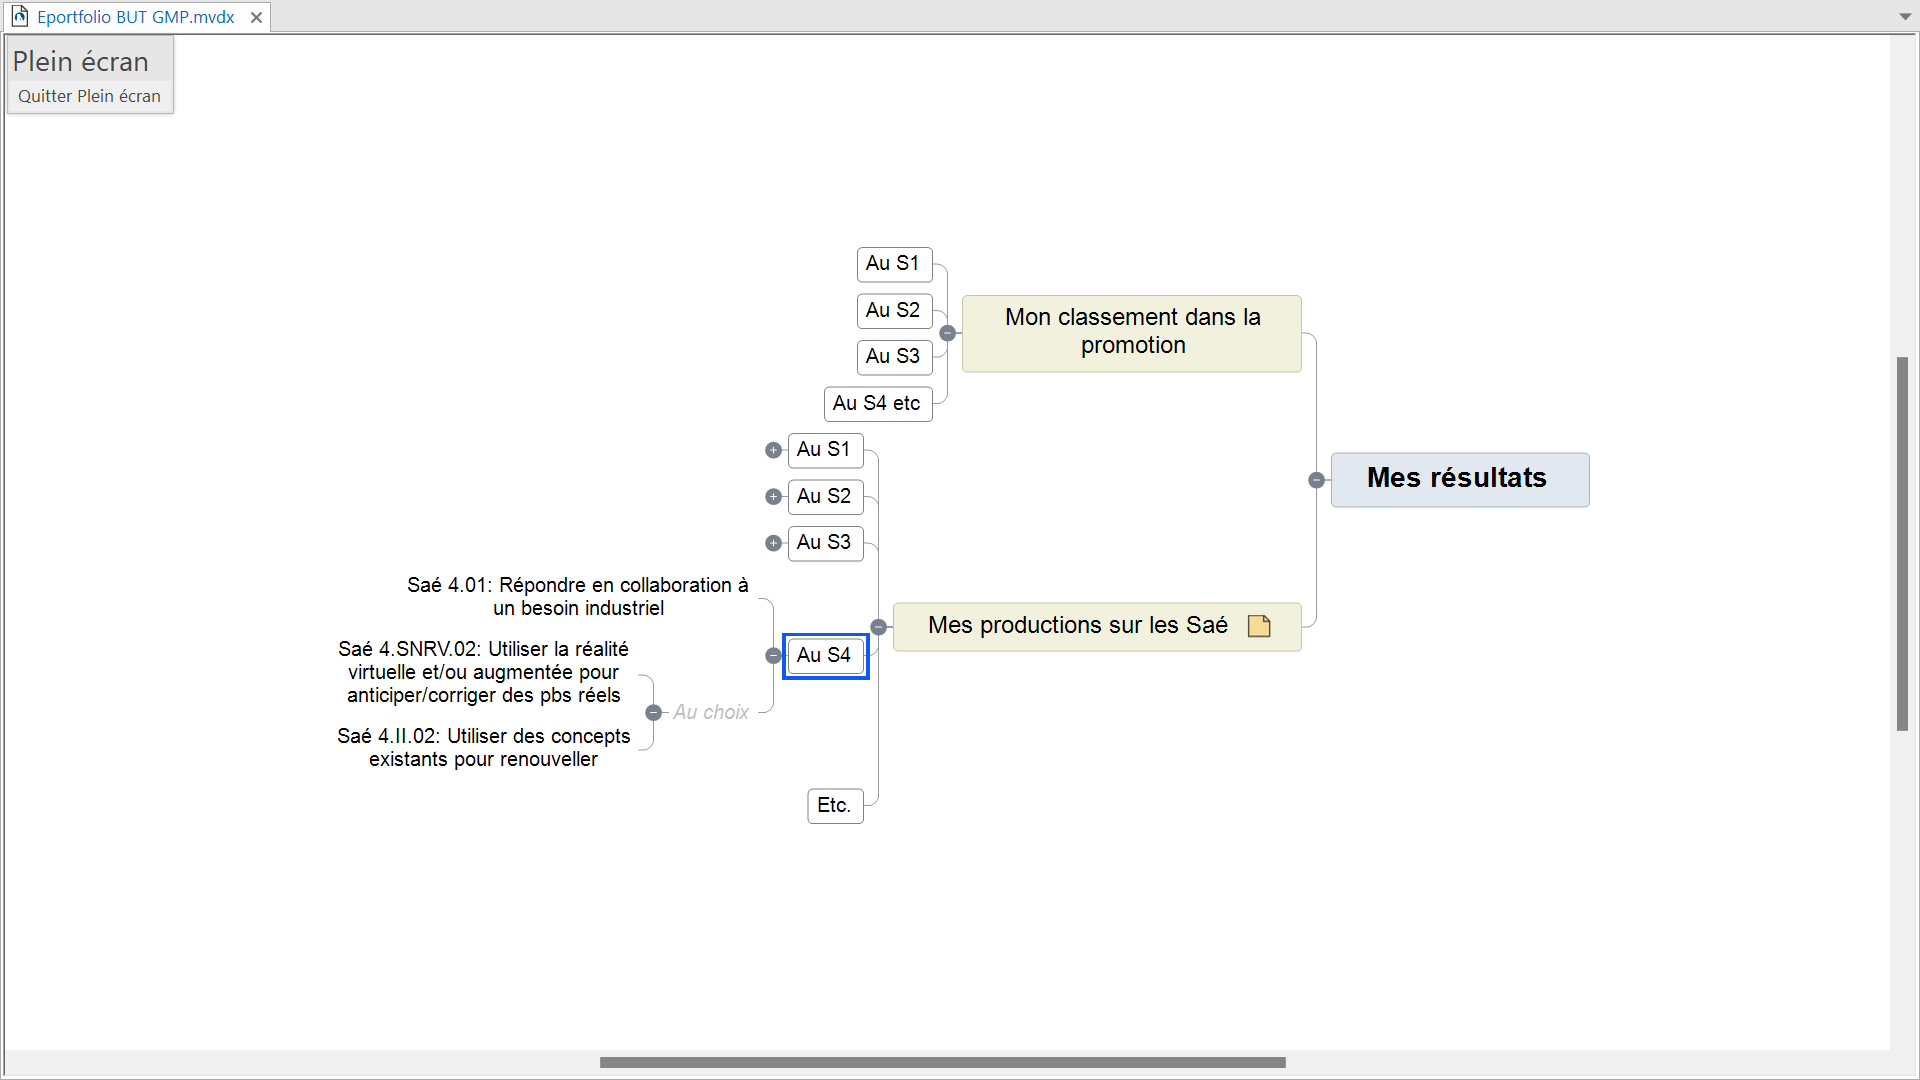 Eportfolio BUT GMP.mvdx
Plein écran
Quitter Plein écran
Au S1
Au S2
Au S3
Au S4 etc
Mon classement dans la
promotion
Mes résultats
Au S1
Au S2
Au S3
Saé 4.01: Répondre en collaboration à
un besoin industriel
Mes productions sur les Saé
Au S4
Saé 4.SNRV.02: Utiliser la réalité
virtuelle et/ou augmentée pour
anticiper/corriger des pbs réels
Au choix
Saé 4.II.02: Utiliser des concepts
existants pour renouveller
Etc.